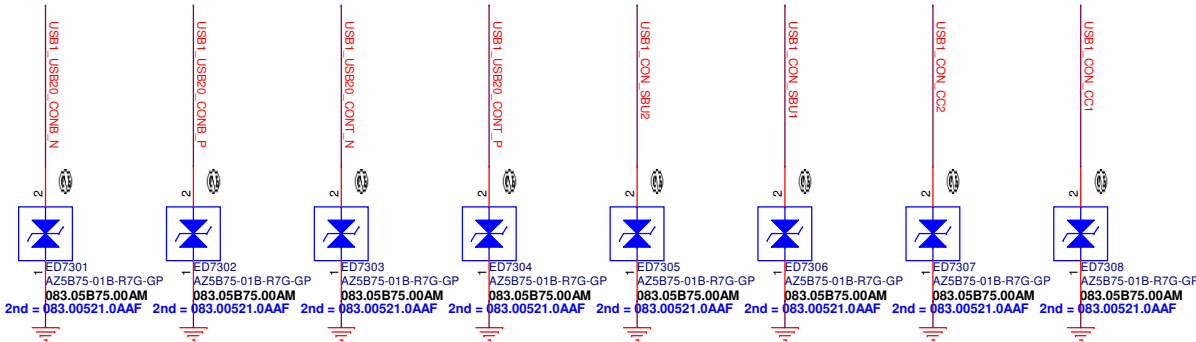 USB1_USB20_CONB_N
2
1
ED7301
AZ5B75-01B-R7G-GP
083.05B75.00AM
2nd = 083.00521.0AAF
USB1_USB20_CONB_P
2
1
ED7302
AZ5B75-01B-R7G-GP
083.05B75.00AM
2nd = 083.00521.0AAF
USB1_USB20_CONT_N
2
1
ED7303
AZ5B75-01B-R7G-GP
083.05B75.00AM
2nd = 083.00521.0AAF
USB1_USB20_CONT_P
2
1
ED7304
AZ5B75-01B-R7G-GP
083.05B75.00AM
2nd = 083.00521.0AAF
USB1_CON_SBU2
2
1
ED7305
AZ5B75-01B-R7G-GP
083.05B75.00AM
2nd = 083.00521.0AAF
USB1_CON_SBU1
2
1
ED7306
AZ5B75-01B-R7G-GP
083.05B75.00AM
2nd = 083.00521.0AAF
USB1_CON_CC2
2
1
ED7307
AZ5B75-01B-R7G-GP
083.05B75.00AM
2nd = 083.00521.0AAF
USB1_CON_CC1
2
1
ED7308
AZ5B75-01B-R7G-GP
083.05B75.00AM
2nd = 083.00521.0AAF